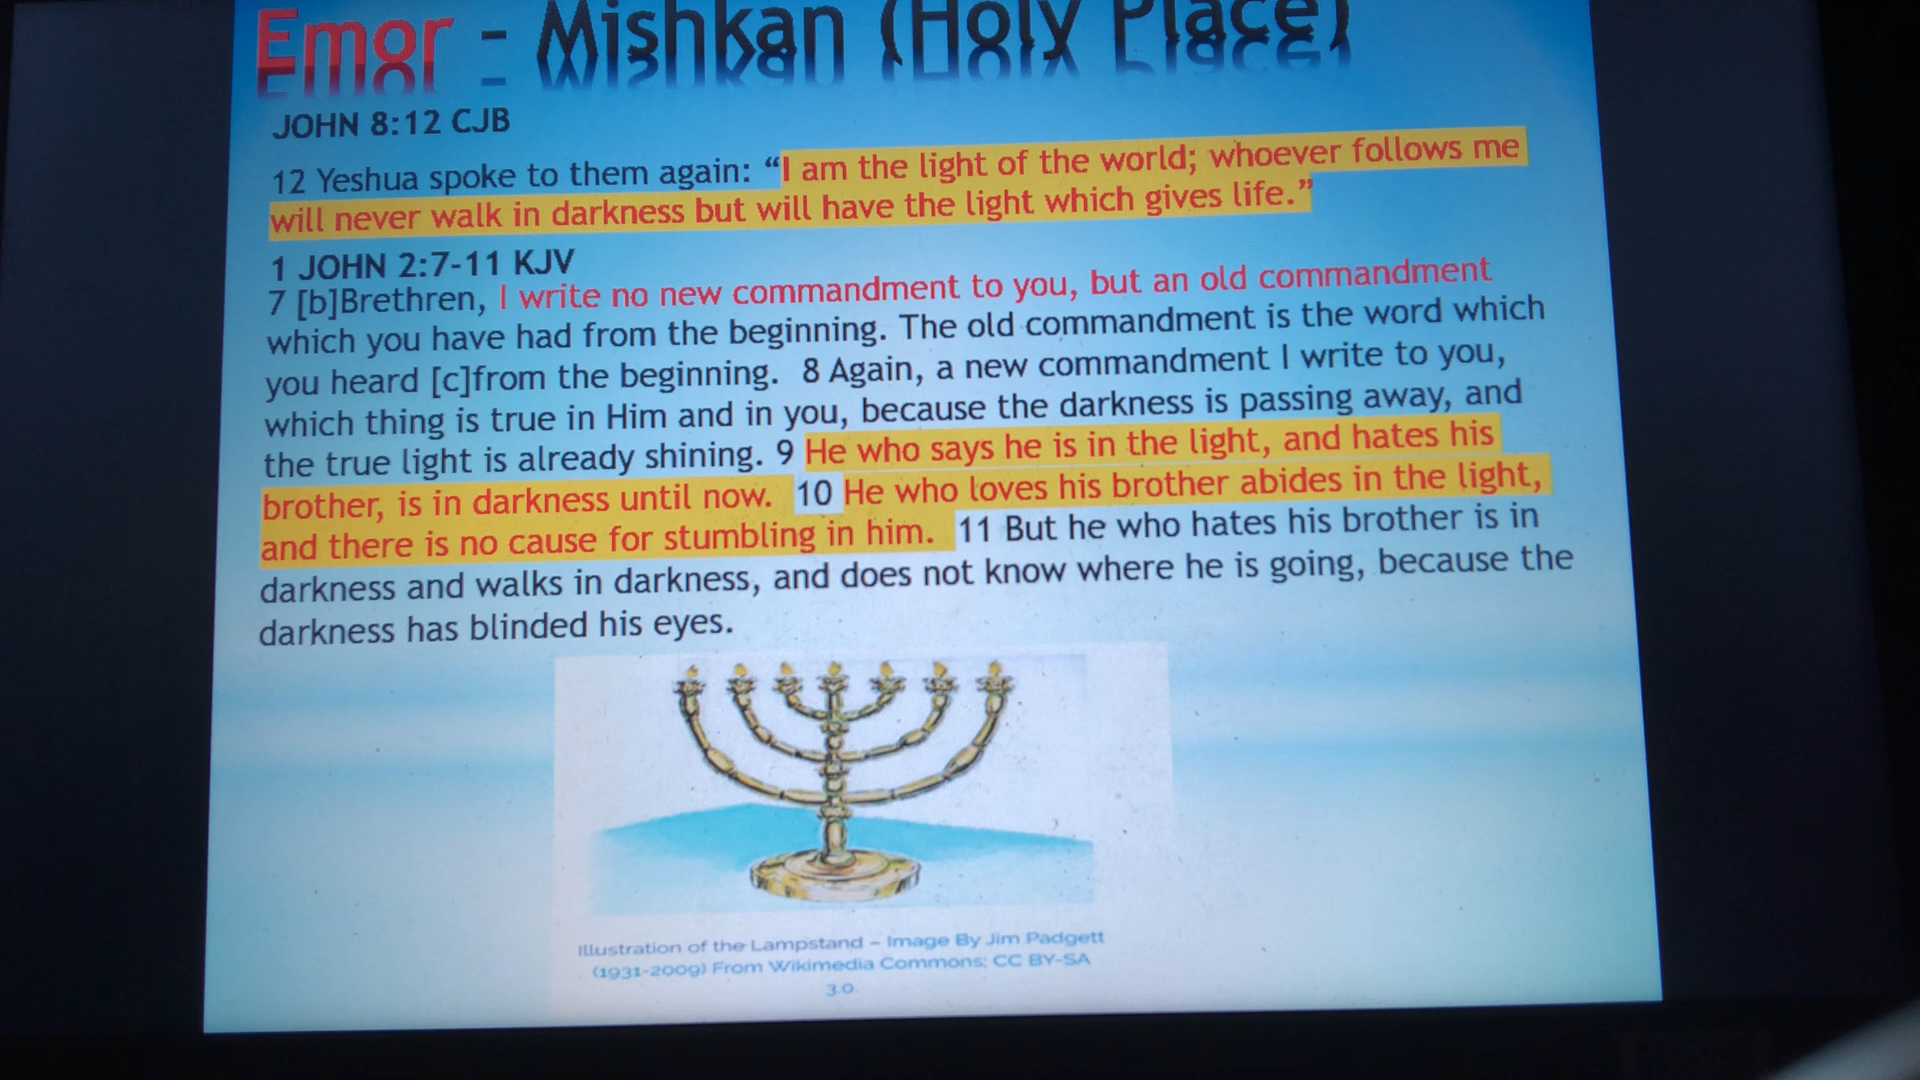 Emor - Mishkan (Holy Place)
JOHN 8:12 CJB
12 Yeshua spoke to them again: “I am the light of the world; whoever follows me
will never walk in darkness but will have the light which gives life.”
1 JOHN 2:7-11 KJV
7 [b]Brethren, I write no new commandment to you, but an old commandment
which you have had from the beginning. The old commandment is the word which
you heard [c]from the beginning. 8 Again, a new commandment I write to you,
which thing is true in Him and in you, because the darkness is passing away, and
the true light is already shining. 9 He who says he is in the light, and hates his
brother, is in darkness until now. 10 He who loves his brother abides in the light,
and there is no cause for stumbling in him. 11 But he who hates his brother is in
darkness and walks in darkness, and does not know where he is going, because the
darkness has blinded his eyes.
Illustration of the Lampstand – Image By Jim Padgett
(1931-2009) From Wikimedia Commons: CC BY-SA
3.0.